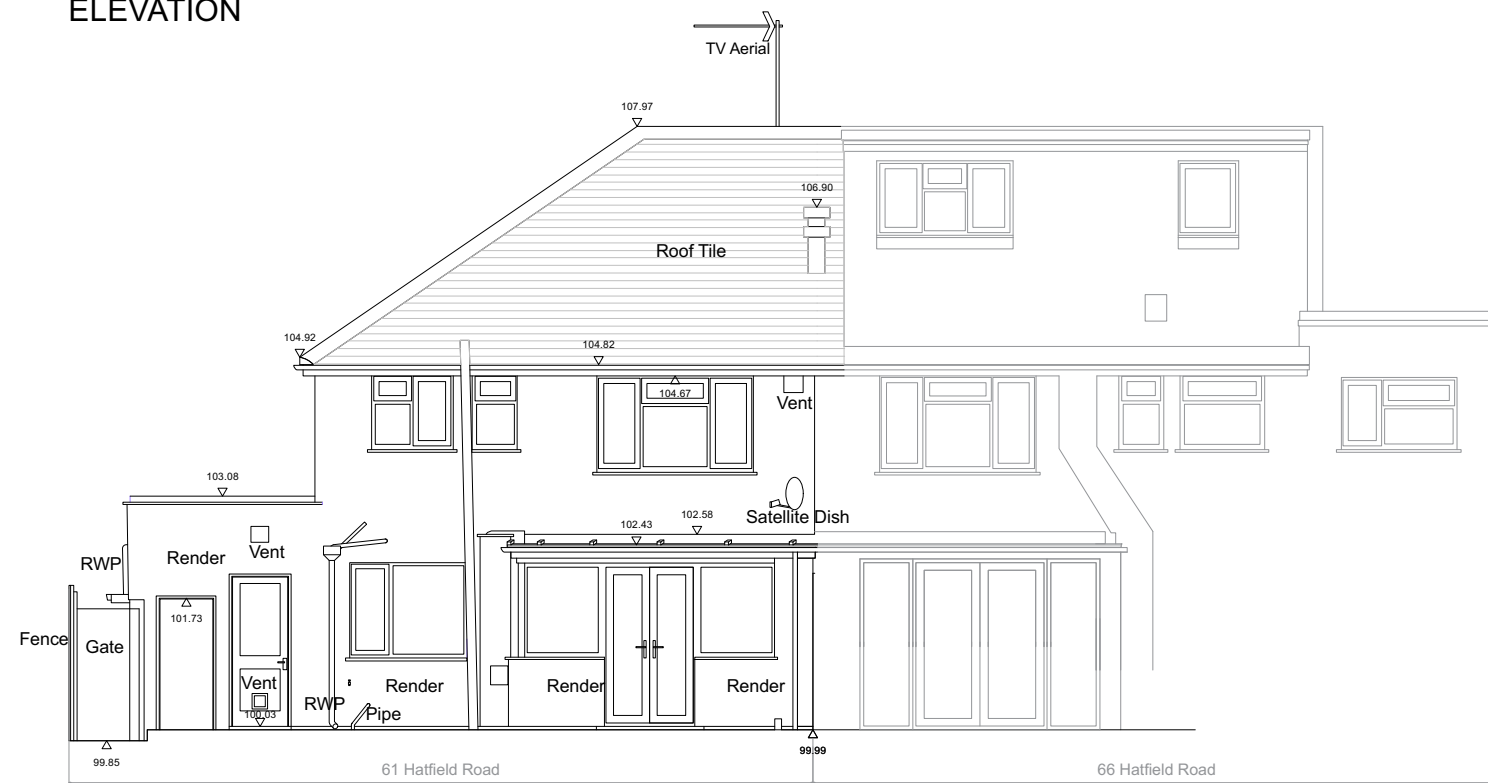 ELEVATION
TV Aerial
107.97
106.90
Roof Tile
104.92
104.82
104.67
Vent
103.08
Satellite Dish
102.58
102.43
Vent
Render
RWP
101.73
Fence
Gate
Vent
Render
Render
Render
RWP
Pipe
100.03
99.99
99.85
61 Hatfield Road
66 Hatfield Road